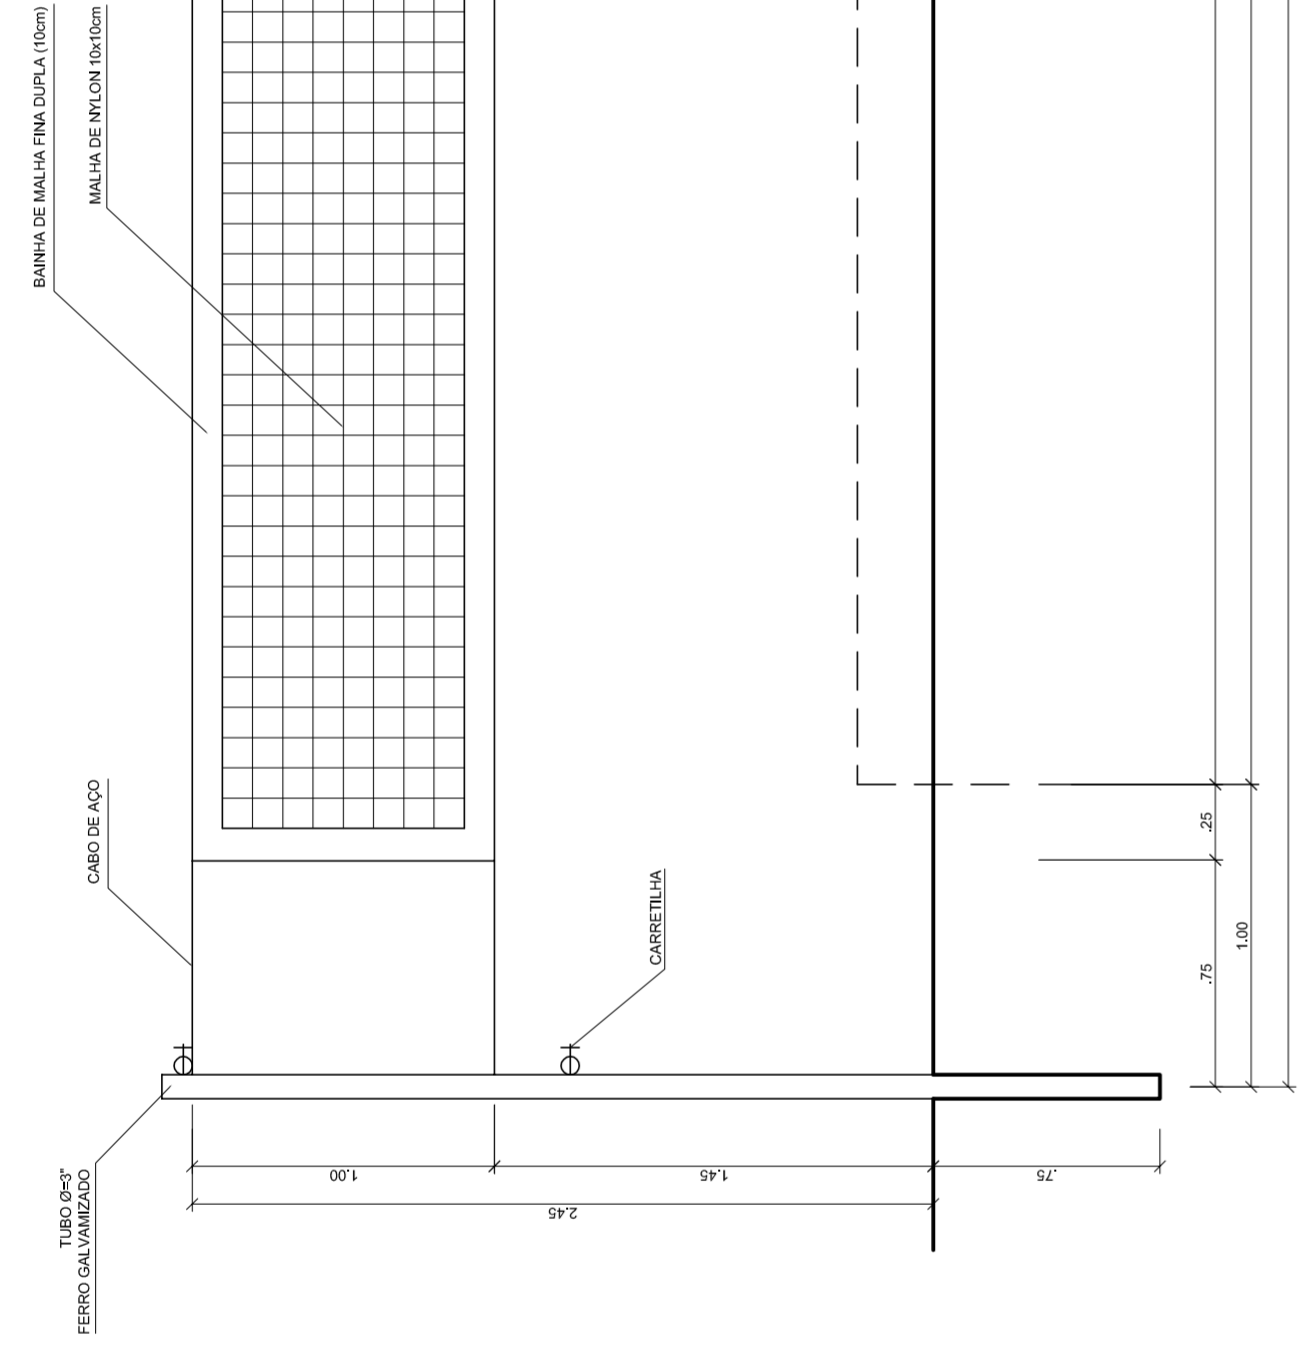 BAINHA DE MALHA FINA DUPLA (10cm)
MALHA DE NYLON 10x10cm
CABO DE AÇO
CARRETILHA
TUBO Ø=3"
FERRO GALVAMIZADO
1.00
1.45
.75
2.45
.25
.75
1.00